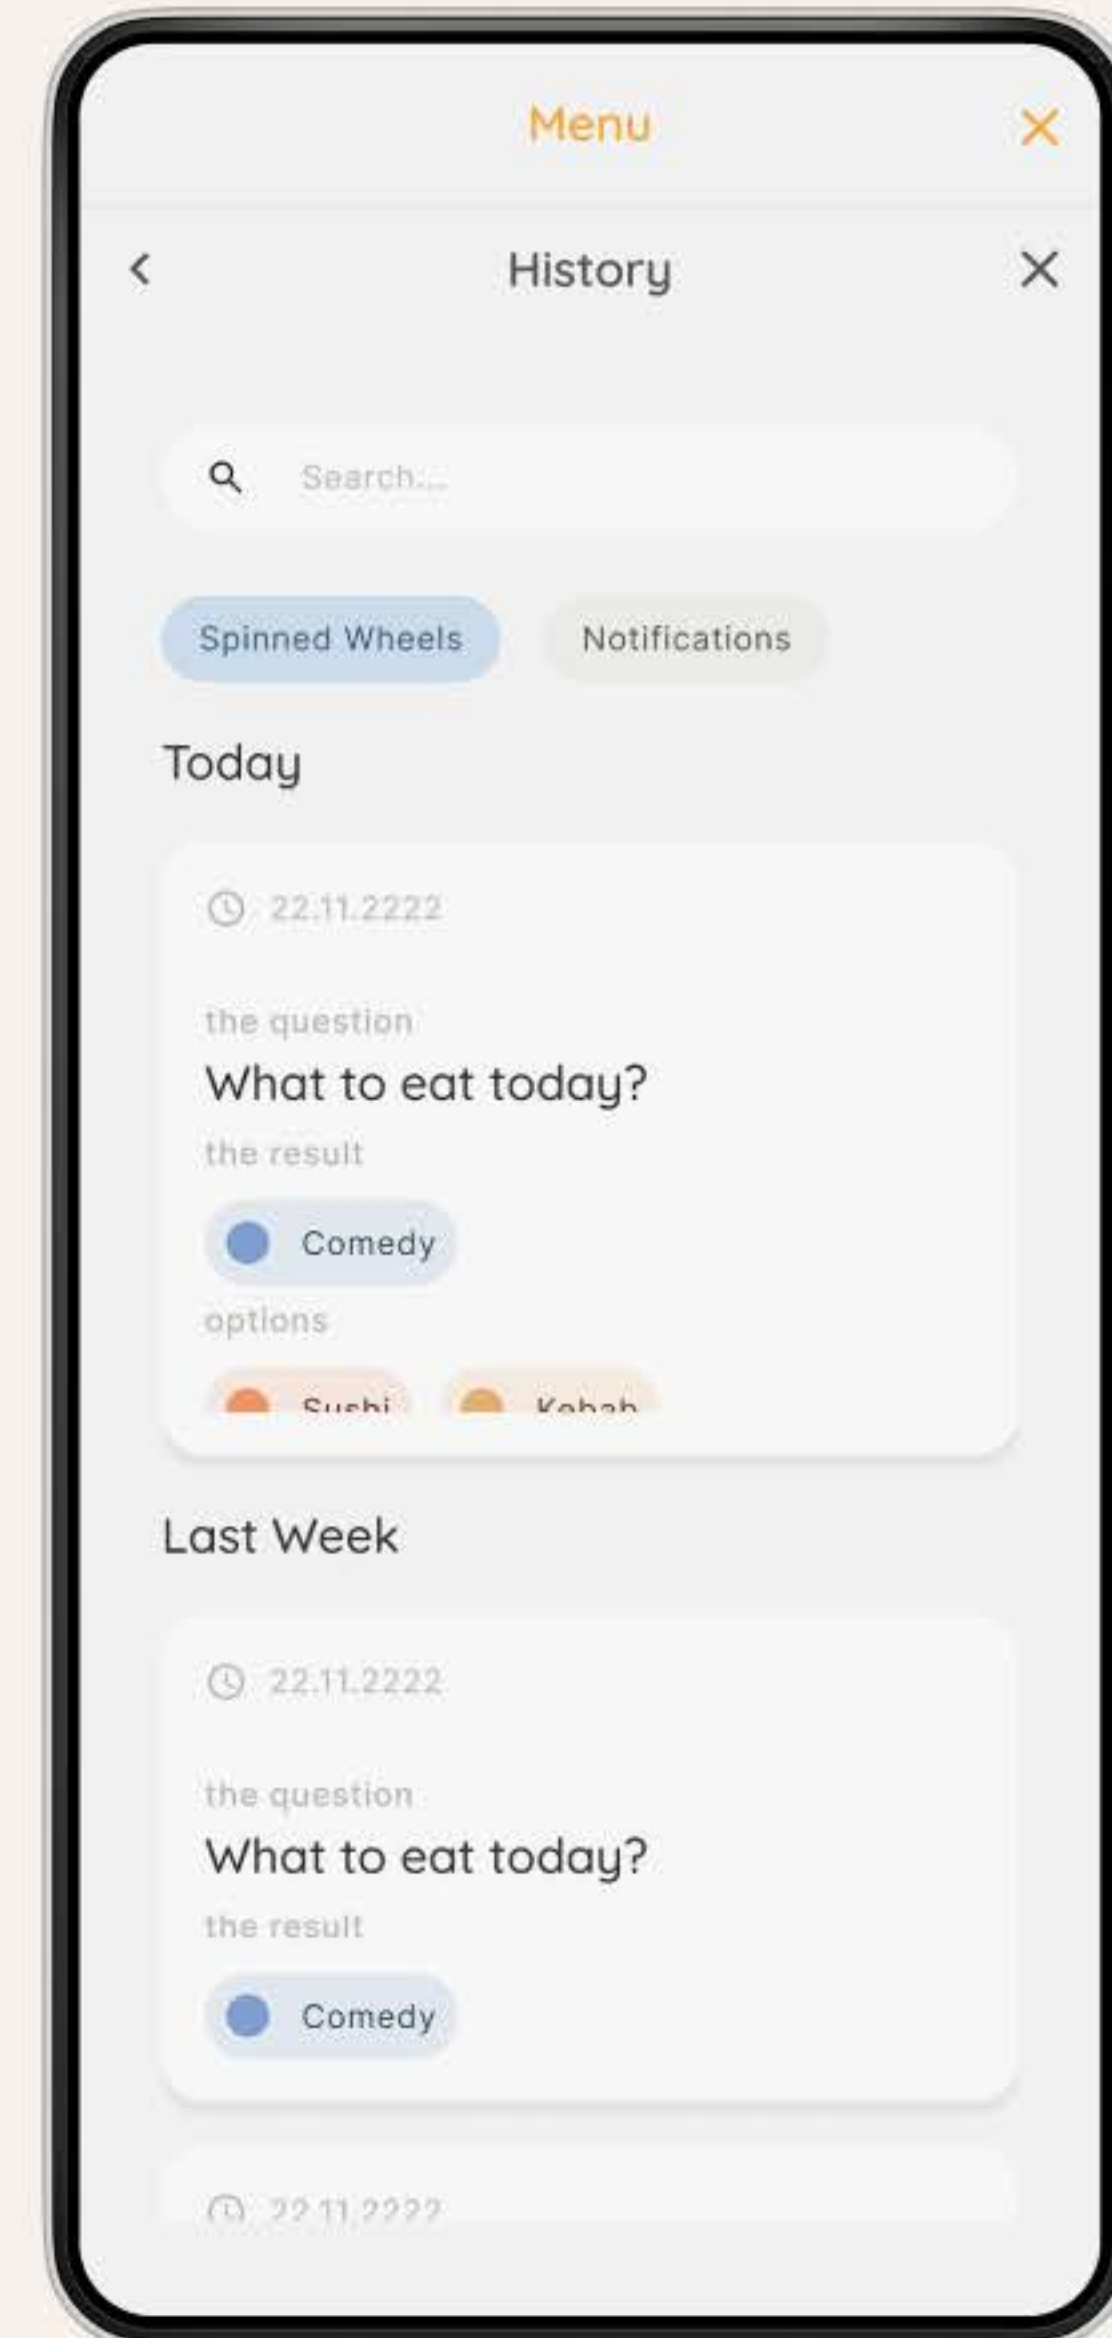 Menu
History
Search....
Spinned Wheels Notifications
Today
22.11.2222
the question
What to eat today?
the result
Comedy
options
Sushi Kebab
Last Week
22.11.2222
the question
What to eat today?
the result
Comedy
22.11.2222